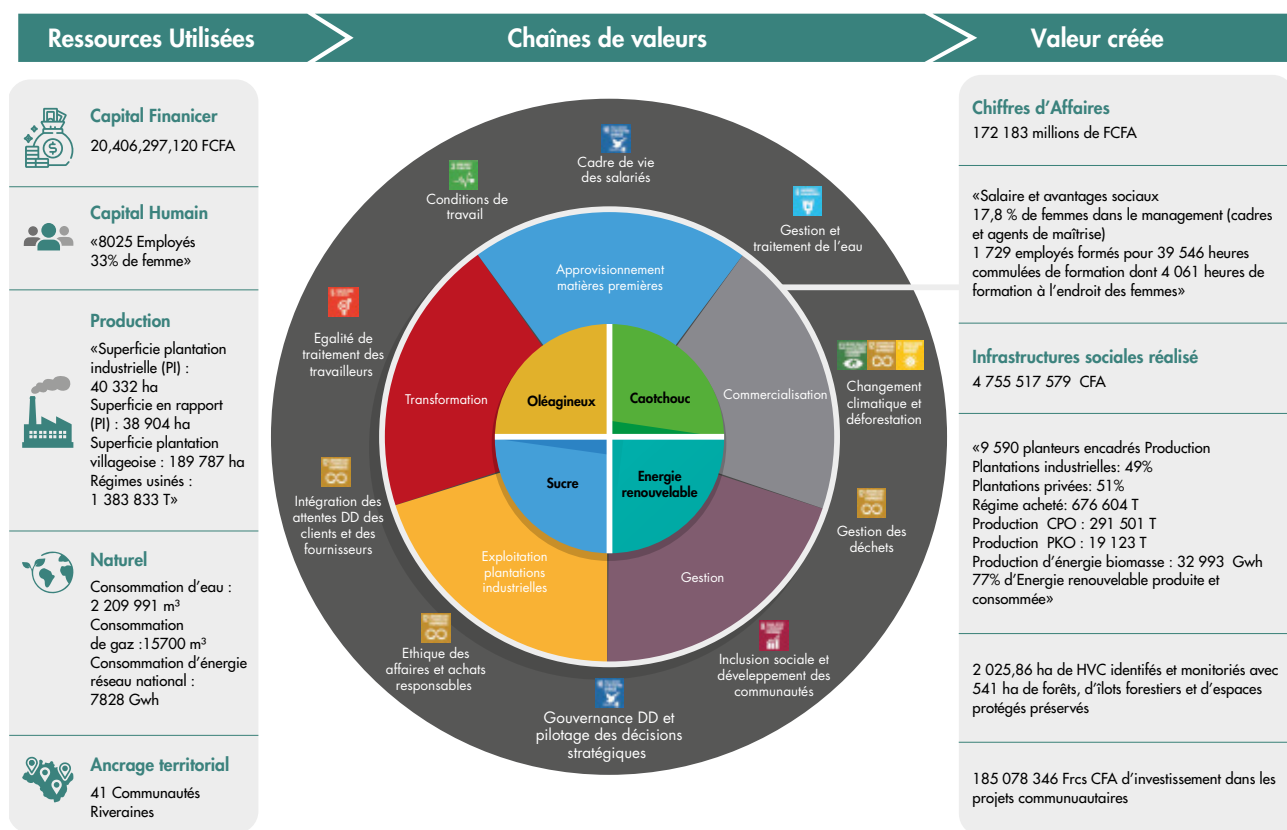 Ressources Utilisées
Chaînes de valeurs
Valeur créée
Capital Finanicer
20,406,297,120 FCFA
Capital Humain
«8025 Employés
33% de femme»
Production
«Superficie plantation
industrielle (PI) :
40 332 ha
Superficie en rapport
(PI) : 38 904 ha
Superficie plantation
villageoise : 189 787 ha
Régimes usinés :
1 383 833 T»
Naturel
Consommation d'eau :
2 209 991 m³
Consommation
de gaz :15700 m³
Consommation d'énergie
réseau national :
7828 Gwh
Ancrage territorial
41 Communautés
Riveraines
Cadre de vie
des salariés
Conditions de
travail
Gestion et
traitement de l'eau
Egalité de
traitement des
travailleurs
Changement
climatique et
déforestation
Intégration des
attentes DD des
clients et des
fournisseurs
Gestion des
déchets
Ethique des
affaires et achats
responsables
Inclusion sociale et
déveleppement des
communautés
Gouvernance DD et
pilotage des décisions
stratégiques
Approvisionnement
matières premières
Transformation
Commercialisation
Exploitation
plantations
industrielles
Gestion
Oléagineux
Caotchouc
Sucre
Energie
renouvelable
Chiffres d'Affaires
172 183 millions de FCFA
«Salaire et avantages sociaux
17,8 % de femmes dans le management (cadres
et agents de maîtrise)
1 729 employés formés pour 39 546 heures
commulées de formation dont 4 061 heures de
formation à l'endroit des femmes»
Infrastructures sociales réalisé
4 755 517 579 CFA
«9 590 planteurs encadrés Production
Plantations industrielles: 49%
Plantations privées: 51%
Régime acheté: 676 604 T
Production CPO : 291 501 T
Production PKO : 19 123 T
Production d'énergie biomasse : 32 993 Gwh
77% d'Energie renouvelable produite et
consommée»
2 025,86 ha de HVC identifés et monitoriés avec
541 ha de forêts, d'îlots forestiers et d'espaces
protégés préservés
185 078 346 Frcs CFA d'investissement dans les
projets communuautaires